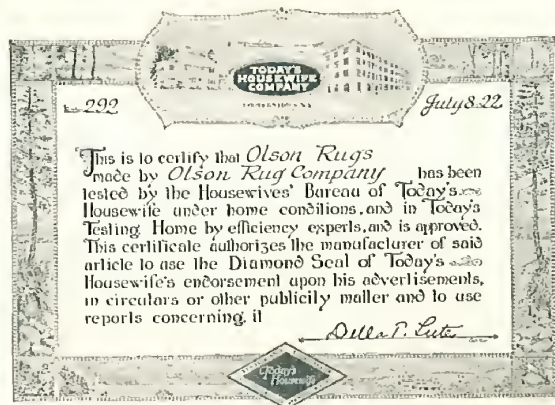 TODAY'S
HOUSEWIFE
COMPANY
292
July 8-22
This is to certify that Olson Rugs
made by Olson Rug Company has been
tested by the Housewives' Bureau of Today's
Housewife under home conditions, and in Today's
Testing Home by efficiency experts, and is approved.
This certificate authorizes the manufacturer of said
article to use the Diamond Seal of Today's
Housewife's endorsement upon his advertisements,
in circulars or other publicity matter and to use
reports concerning it
Della T. Lutes
Today's
Housewife